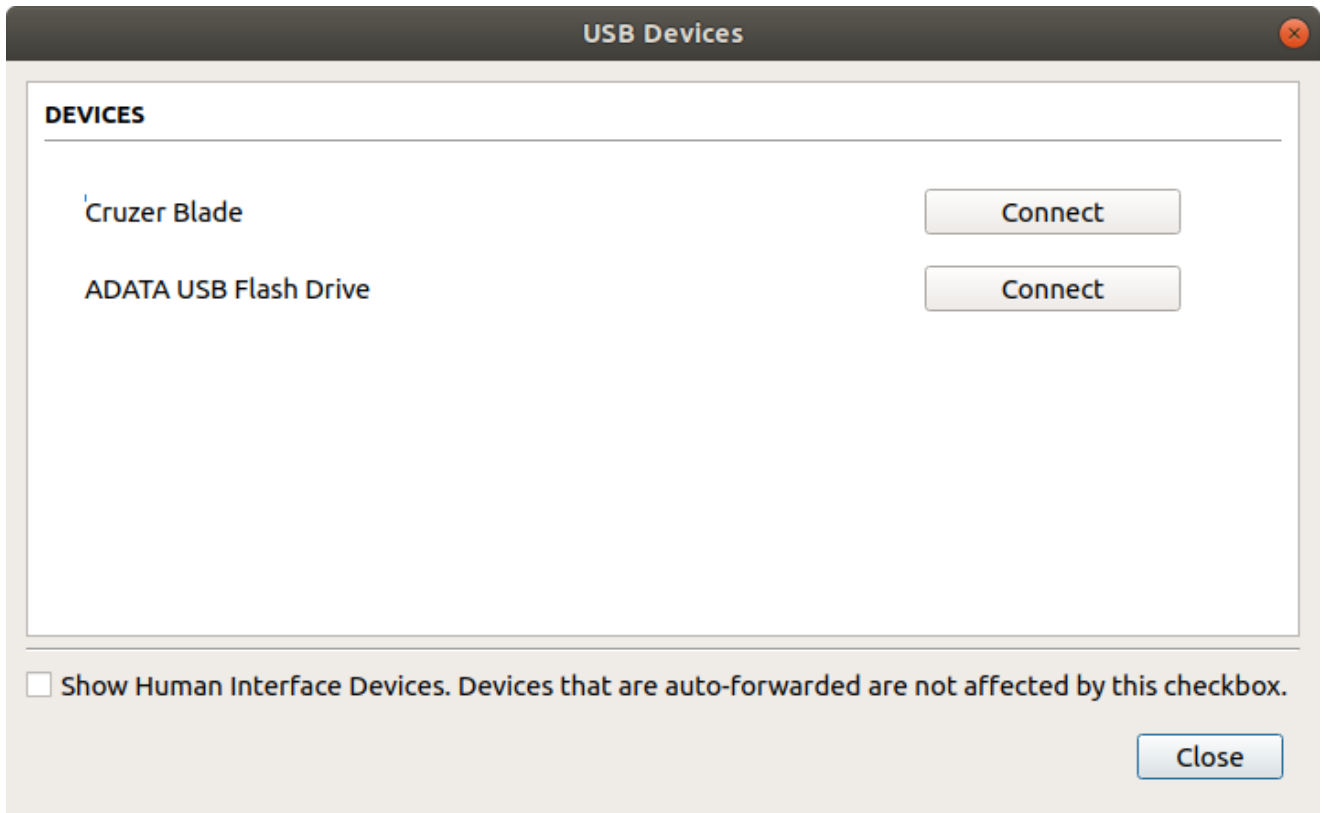 USB Devices
DEVICES
Cruzer Blade
Connect
ADATA USB Flash Drive
Connect
Show Human Interface Devices. Devices that are auto-forwarded are not affected by this checkbox.
Close